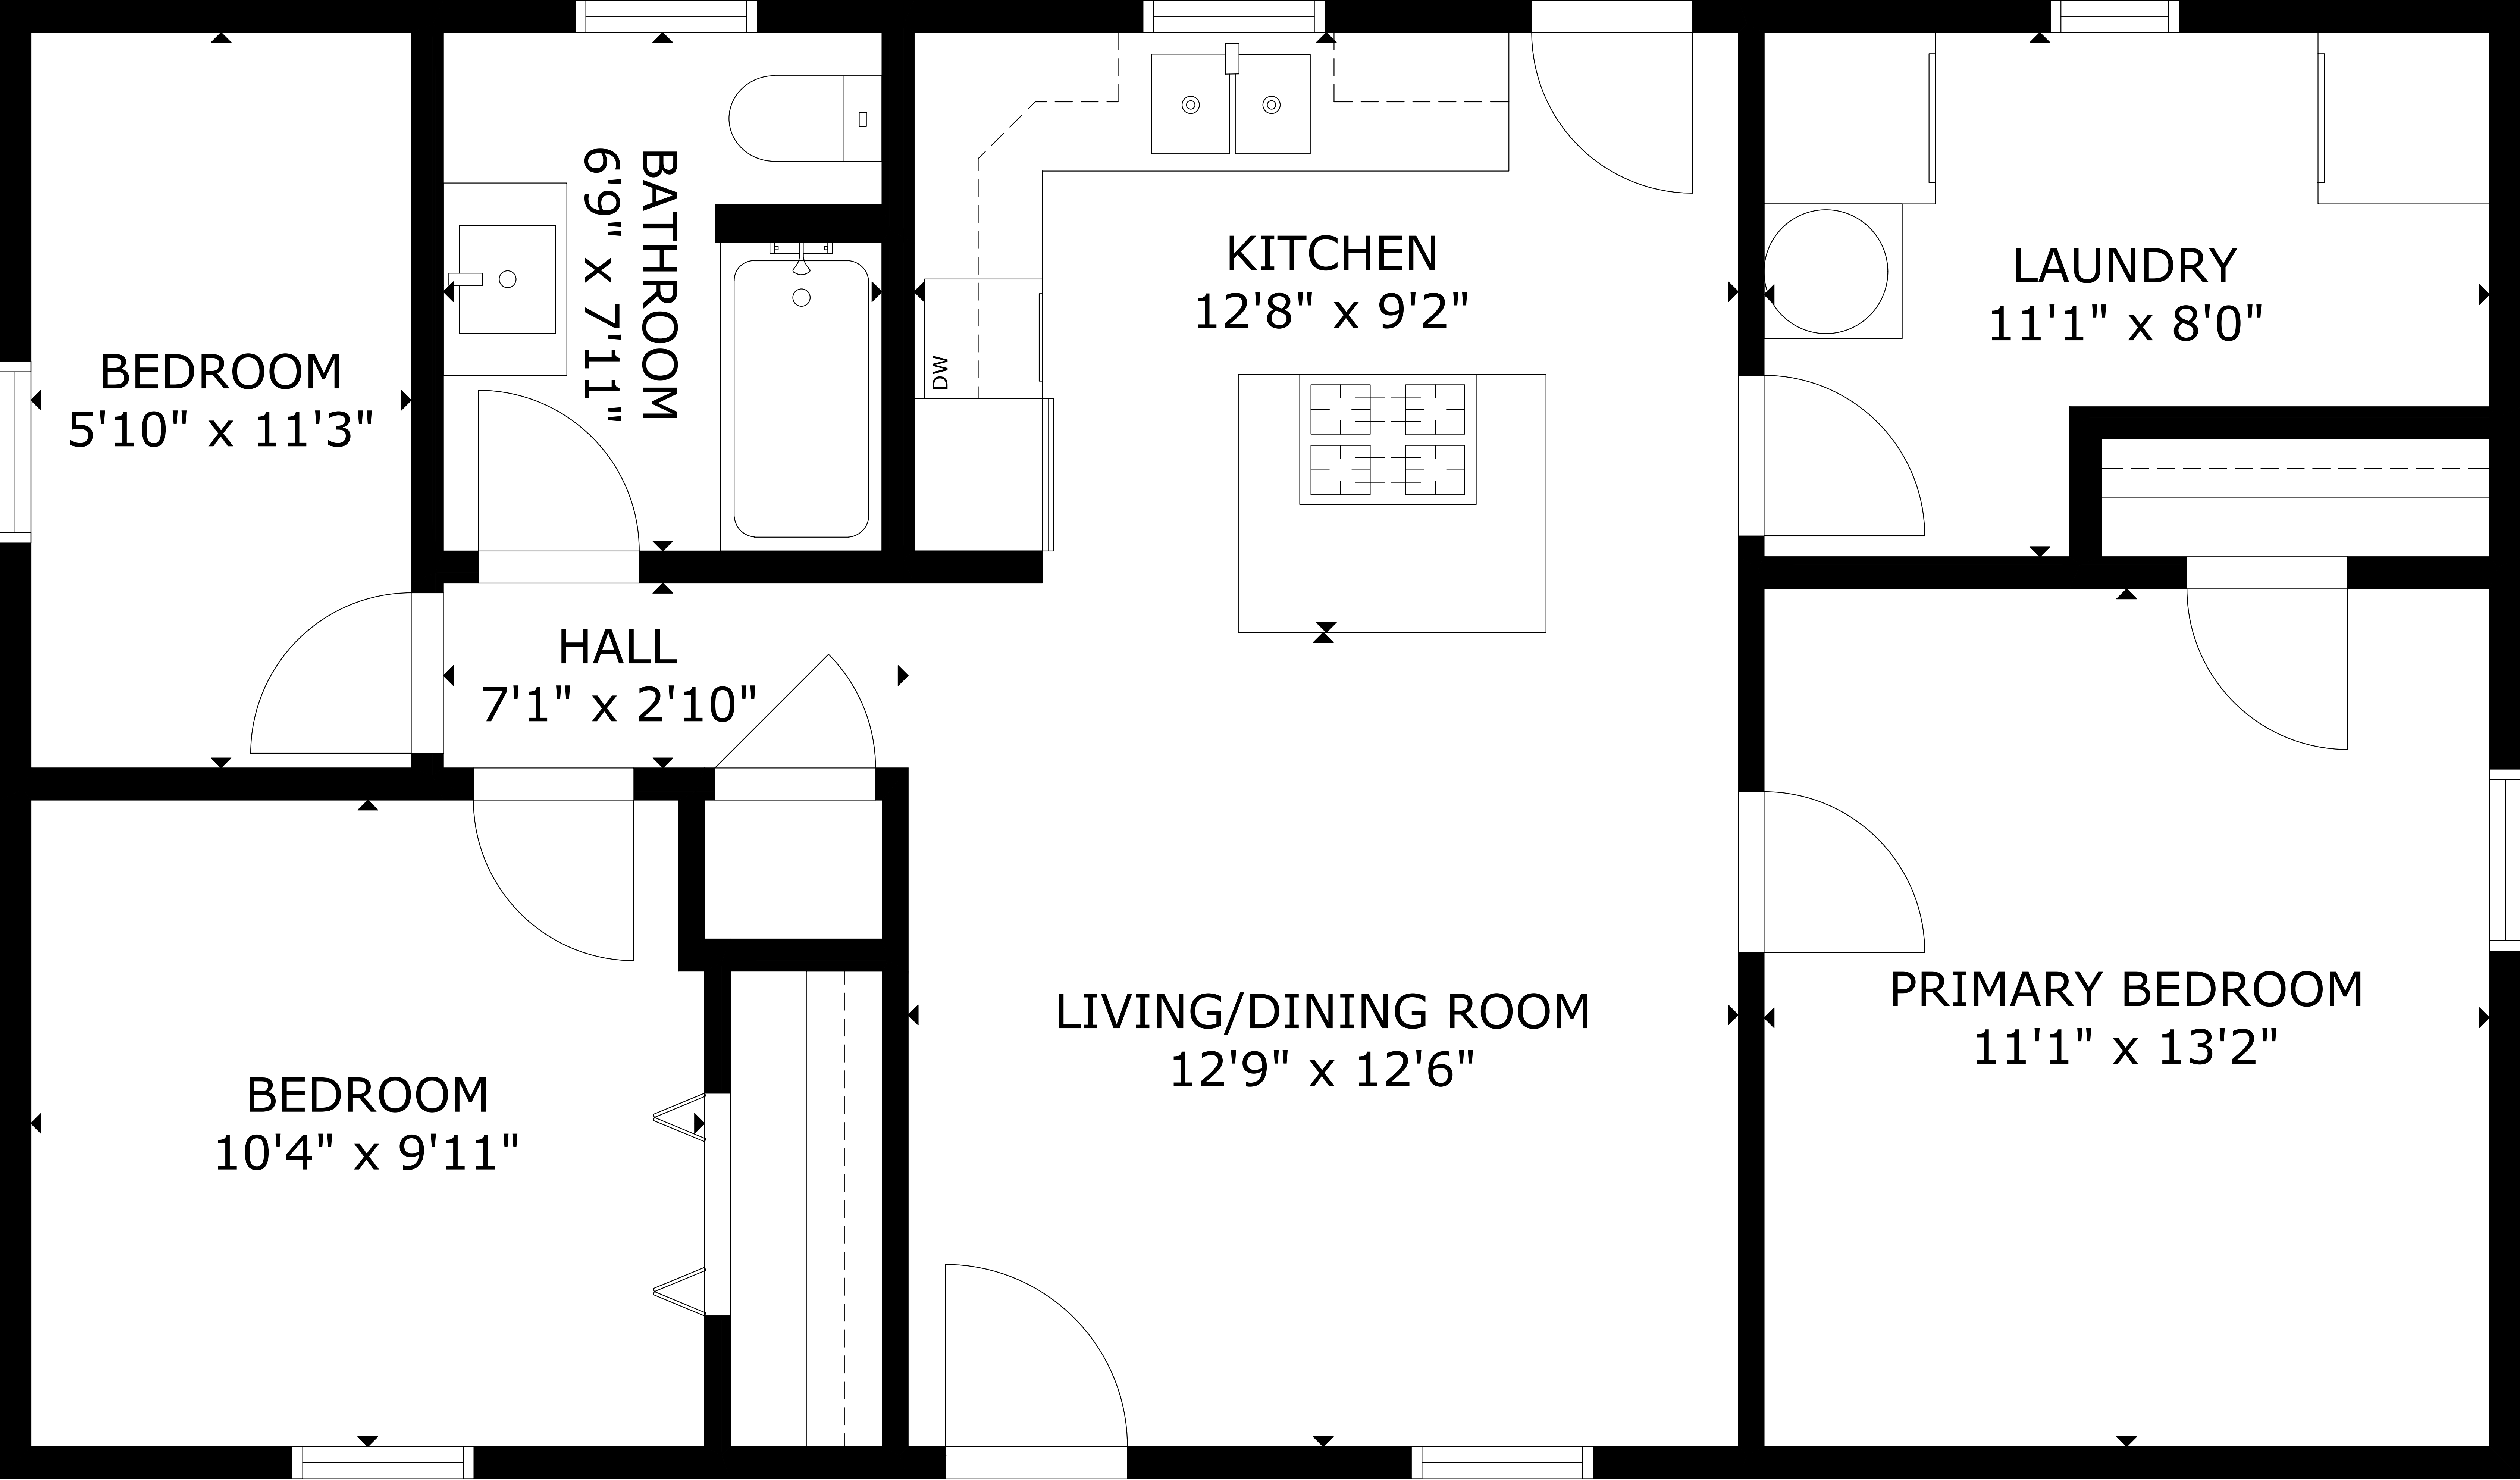 BEDROOM
5'10" x 11'3"
BATHROOM
6'9" x 7'11"
KITCHEN
12'8" x 9'2"
DW
LAUNDRY
11'1" x 8'0"
HALL
7'1" x 2'10"
BEDROOM
10'4" x 9'11"
LIVING/DINING ROOM
12'9" x 12'6"
PRIMARY BEDROOM
11'1" x 13'2"